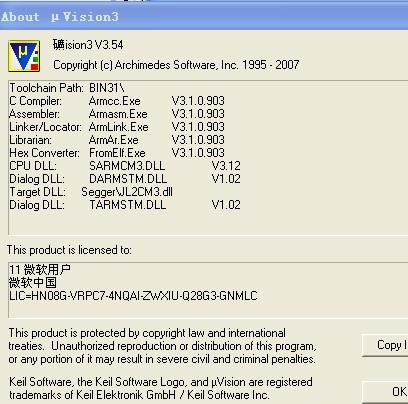 About μVision3
礦ision3 V3.54
Copyright (c) Archimedes Software, Inc. 1995 - 2007
Toolchain Path: BIN31\
C Compiler: Armcc.Exe V3.1.0.903
Assembler: Armasm.Exe V3.1.0.903
Linker/Locator: ArmLink.Exe V3.1.0.903
Librarian: ArmAr.Exe V3.1.0.903
Hex Converter: FromElf.Exe V3.1.0.903
CPU DLL: SARMCM3.DLL V3.12
Dialog DLL: DARMSTM.DLL V1.02
Target DLL: Segger\JL2CM3.dll
Dialog DLL: TARMSTM.DLL V1.02
This product is licensed to:
11 微软用户
微软中国
LIC=HN08G-VRPC7-4NQAI-ZWXIU-Q28G3-GNMLC
This product is protected by copyright law and international
treaties. Unauthorized reproduction or distribution of this program,
or any portion of it may result in severe civil and criminal penalties.
Copy I
Keil Software, the Keil Software Logo, and µVision are registered
trademarks of Keil Elektronik GmbH / Keil Software Inc.
OK